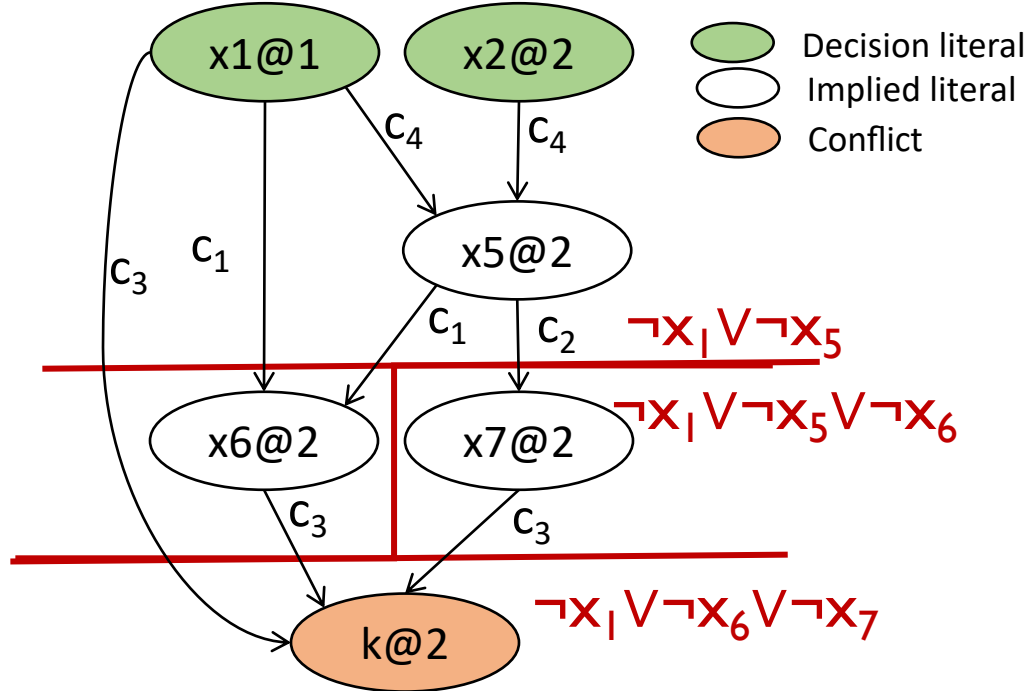 x1@1
x2@2
Decision literal
Implied literal
Conflict
c₄
c₄
c₁
c₃
x5@2
c₁
c₂
¬x₁∨¬x₅
x6@2
x7@2
¬x₁∨¬x₅∨¬x₆
c₃
c₃
k@2
¬x₁∨¬x₆∨¬x₇